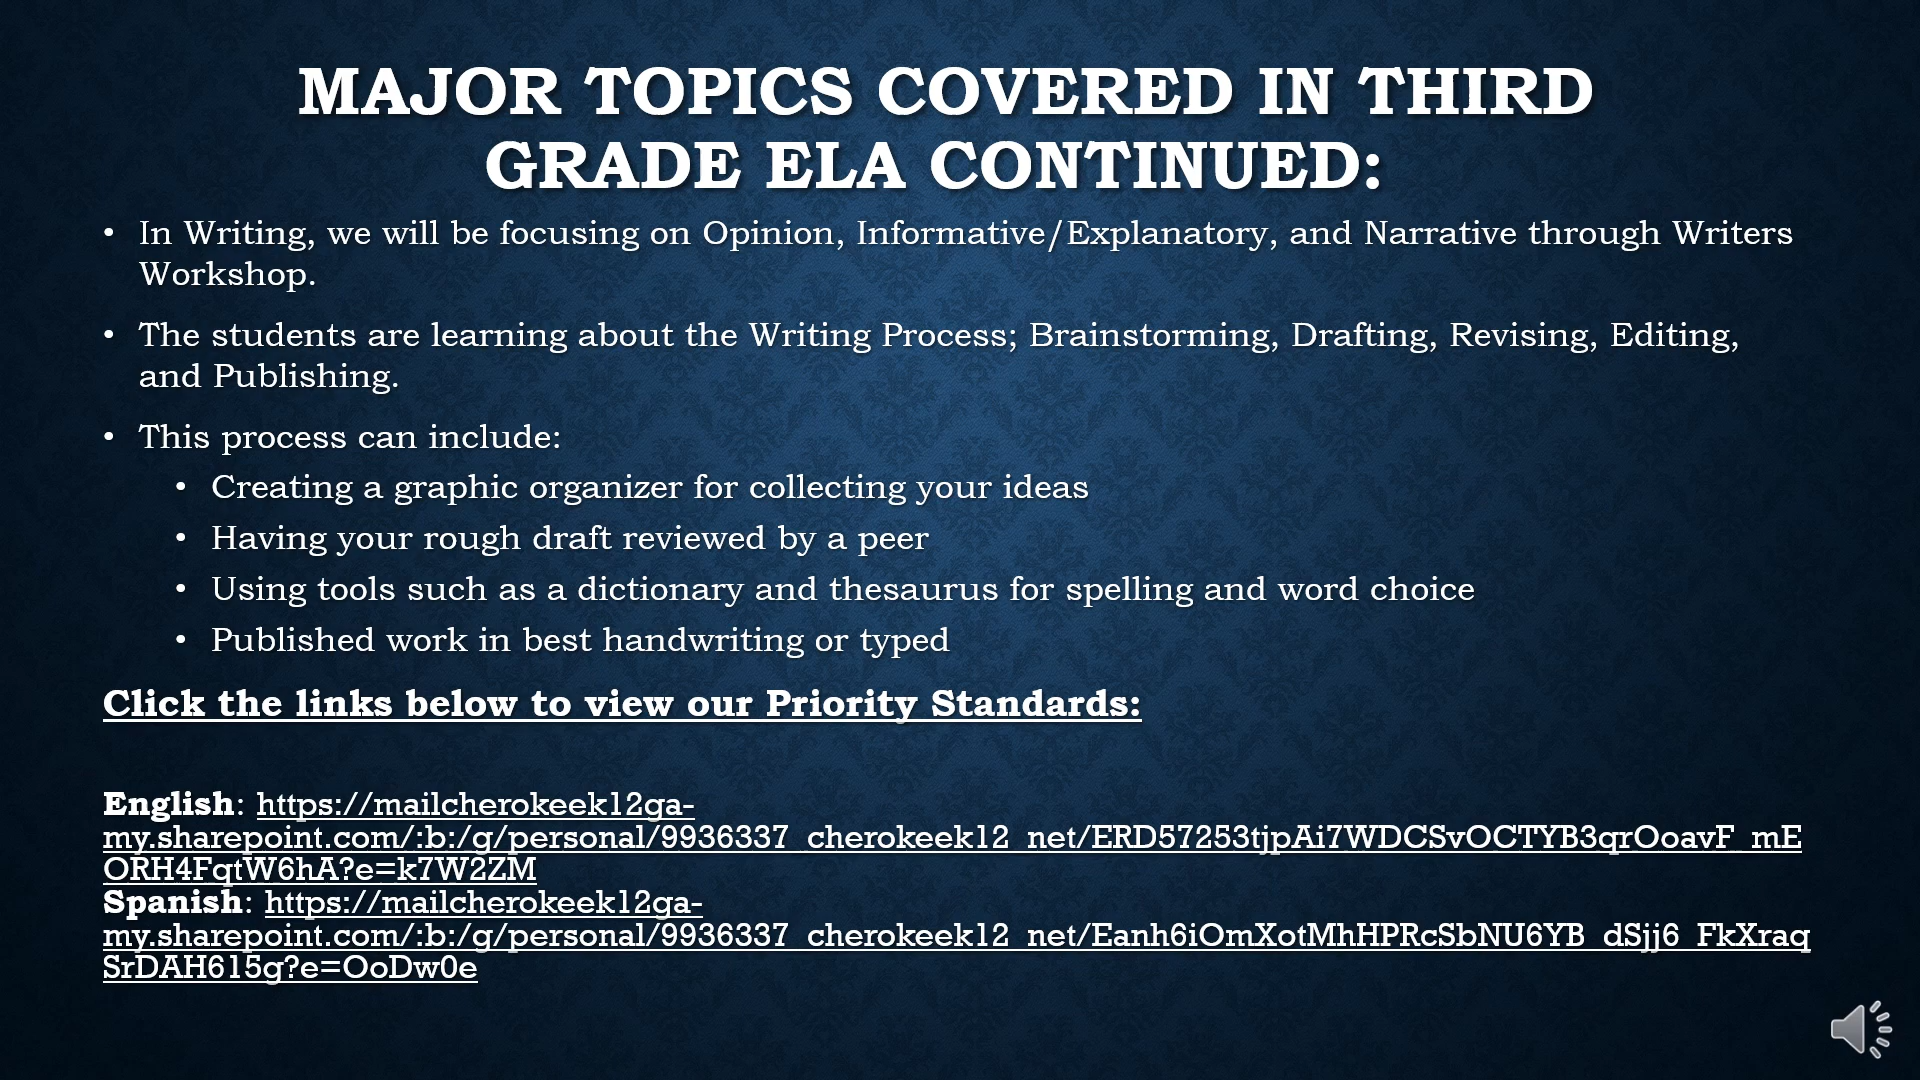 MAJOR TOPICS COVERED IN THIRD
GRADE ELA CONTINUED:
• In Writing, we will be focusing on Opinion, Informative/Explanatory, and Narrative through Writers
Workshop.
• The students are learning about the Writing Process; Brainstorming, Drafting, Revising, Editing,
and Publishing.
• This process can include:
• Creating a graphic organizer for collecting your ideas
• Having your rough draft reviewed by a peer
• Using tools such as a dictionary and thesaurus for spelling and word choice
• Published work in best handwriting or typed
Click the links below to view our Priority Standards:
English: https://mailcherokeek12ga-
my.sharepoint.com/:b:/g/personal/9936337_cherokeek12_net/ERD57253tjpAi7WDCSvOCTYB3qrOoavF_mE
ORH4FqtW6hA?e=k7W2ZM
Spanish: https://mailcherokeek12ga-
my.sharepoint.com/:b:/g/personal/9936337_cherokeek12_net/Eanh6iOmXotMhHPRcSbNU6YB_dSjj6_FkXraq
SrDAH615g?e=OoDw0e